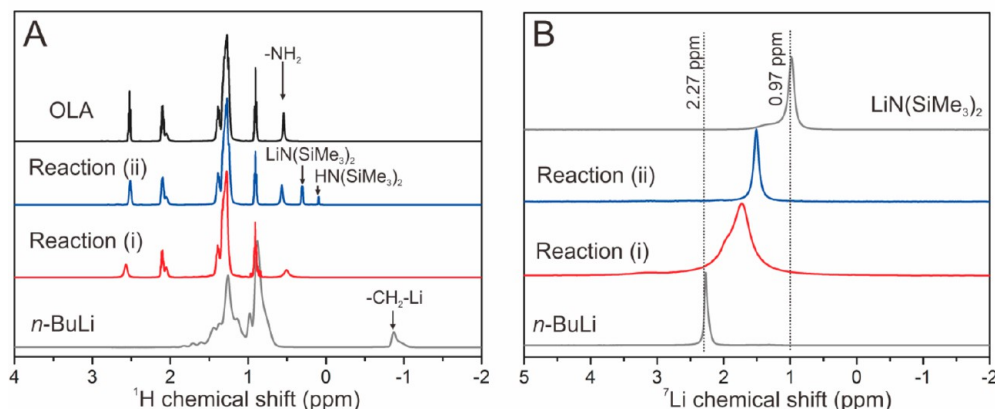 A
-NH₂
OLA
LiN(SiMe₃)₂
Reaction (ii)
HN(SiMe₃)₂
Reaction (i)
-CH₂-Li
n-BuLi
4 3 2 1 0 -1 -2
¹H chemical shift (ppm)
B
2.27 ppm
0.97 ppm
LiN(SiMe₃)₂
Reaction (ii)
Reaction (i)
n-BuLi
5 4 3 2 1 0 -1 -2
⁷Li chemical shift (ppm)